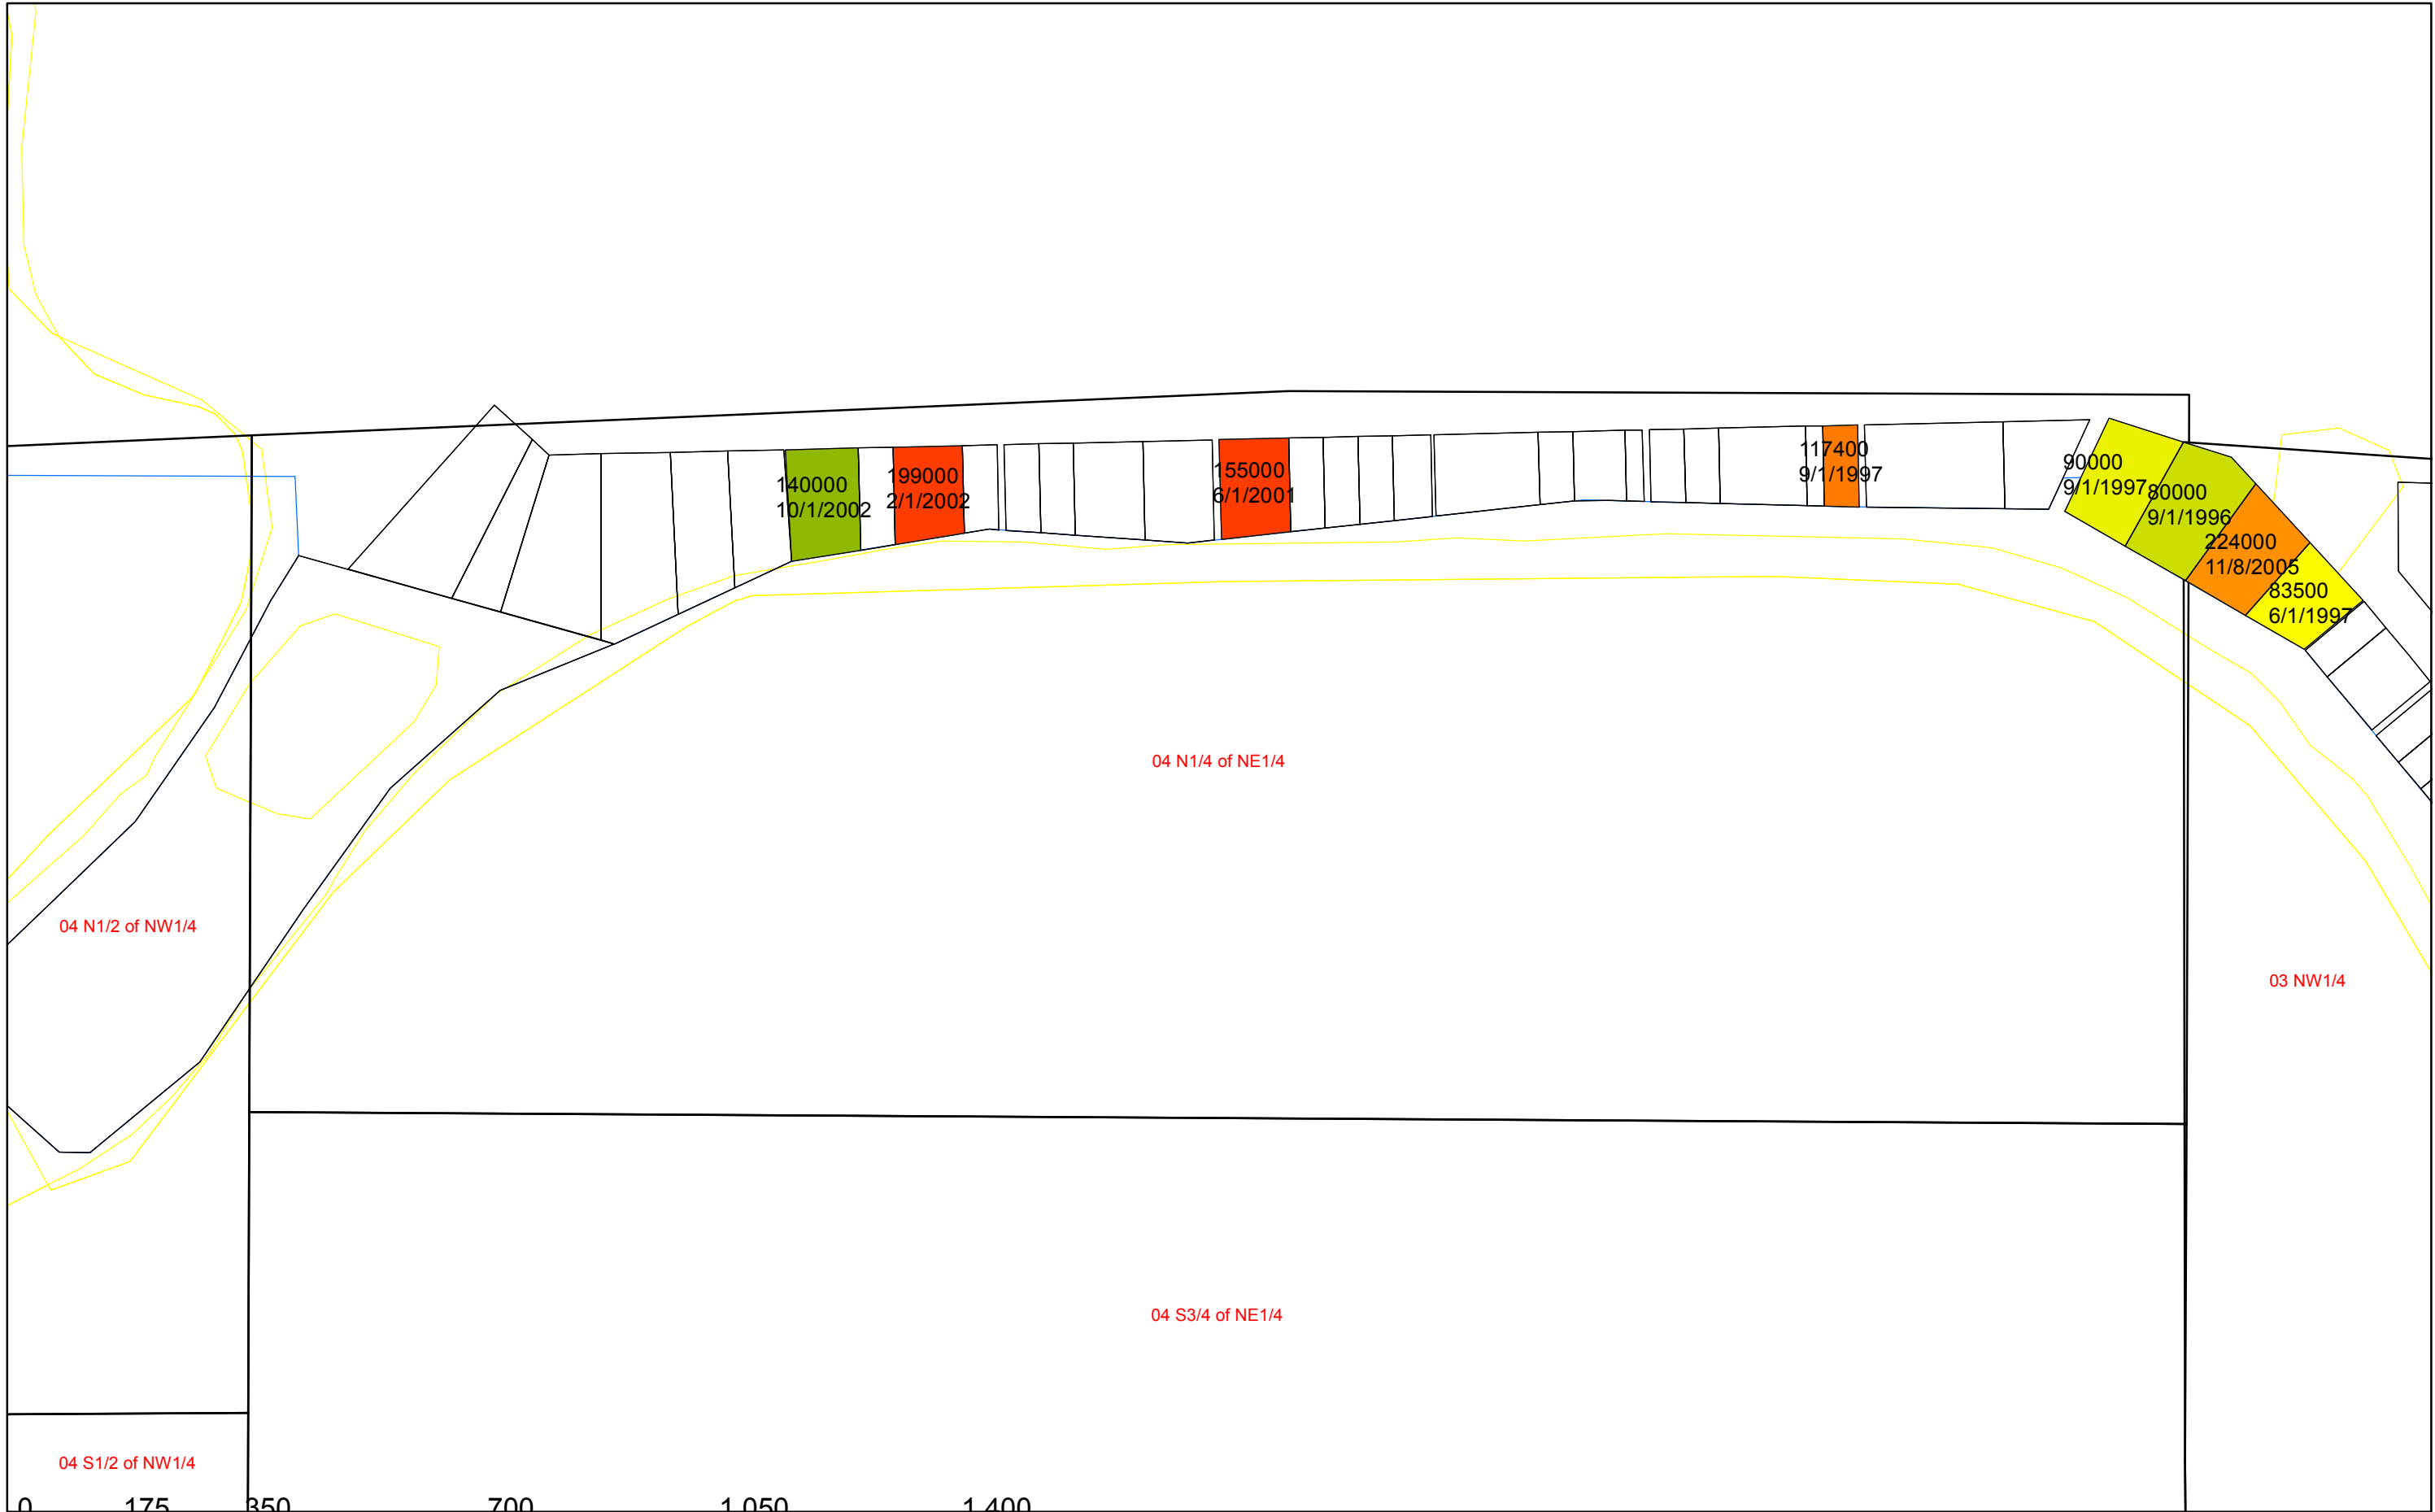 117400
9/1/1997
90000
9/1/1997
155000
6/1/2001
199000
2/1/2002
140000
10/1/2002
80000
9/1/1996
224000
11/8/2005
83500
6/1/1997
04 N1/4 of NE1/4
04 N1/2 of NW1/4
03 NW1/4
04 S3/4 of NE1/4
04 S1/2 of NW1/4
0 175 350 700 1,050 1,400